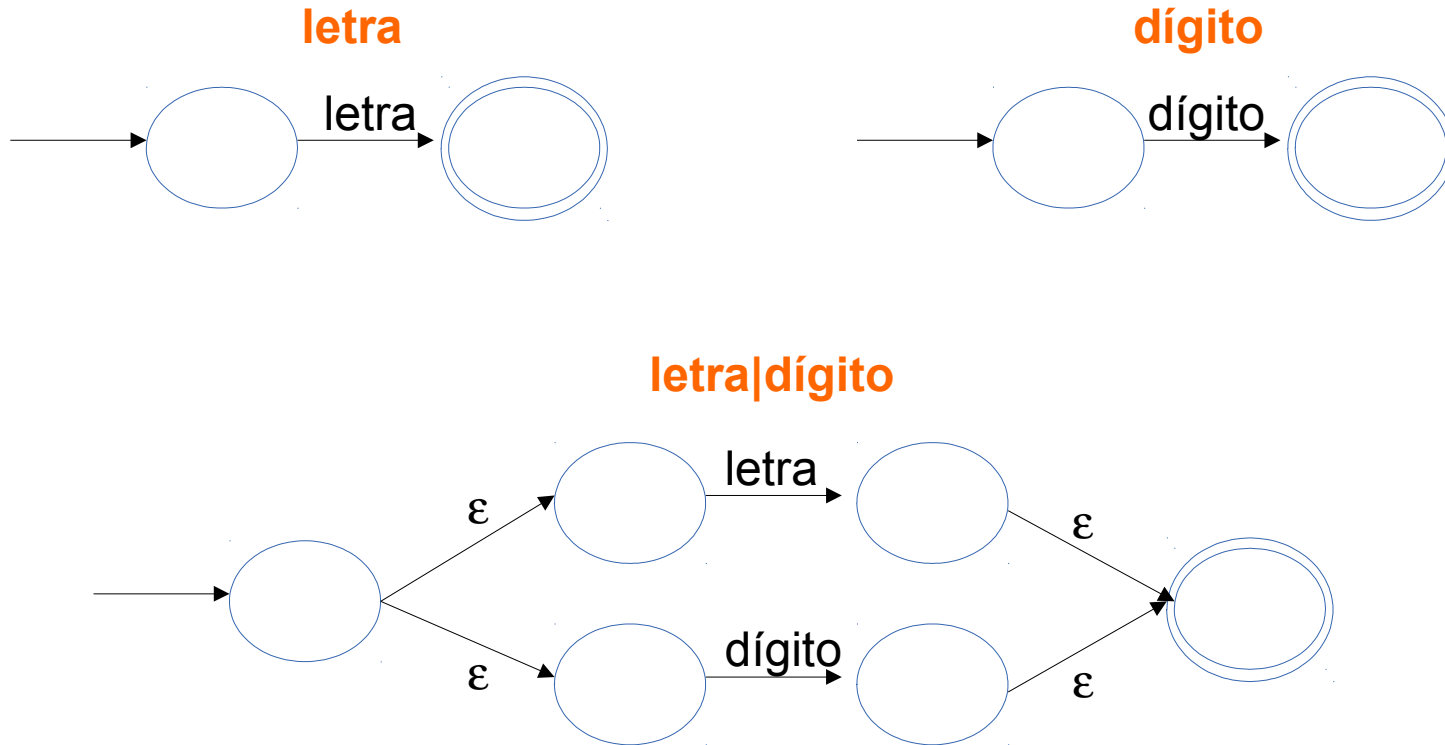 letra
dígito
letra
dígito
letra|dígito
letra
ε
ε
dígito
ε
ε